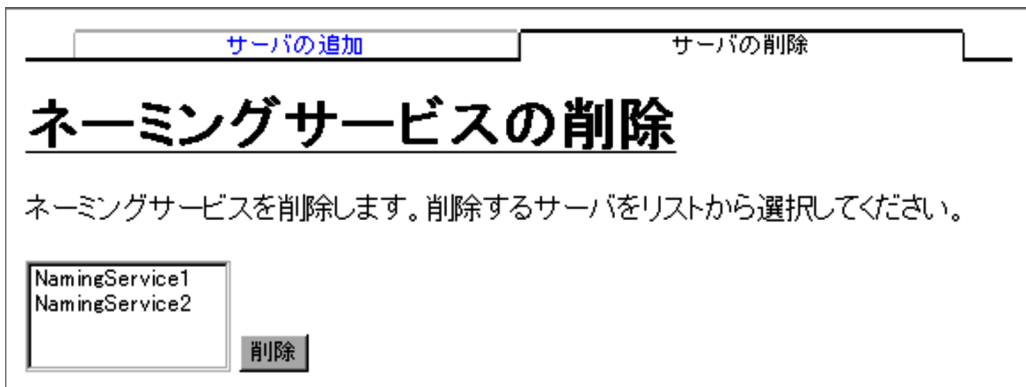 サーバの追加 サーバの削除
ネーミングサービスの削除
ネーミングサービスを削除します。削除するサーバをリストから選択してください。
NamingService1
NamingService2
削除